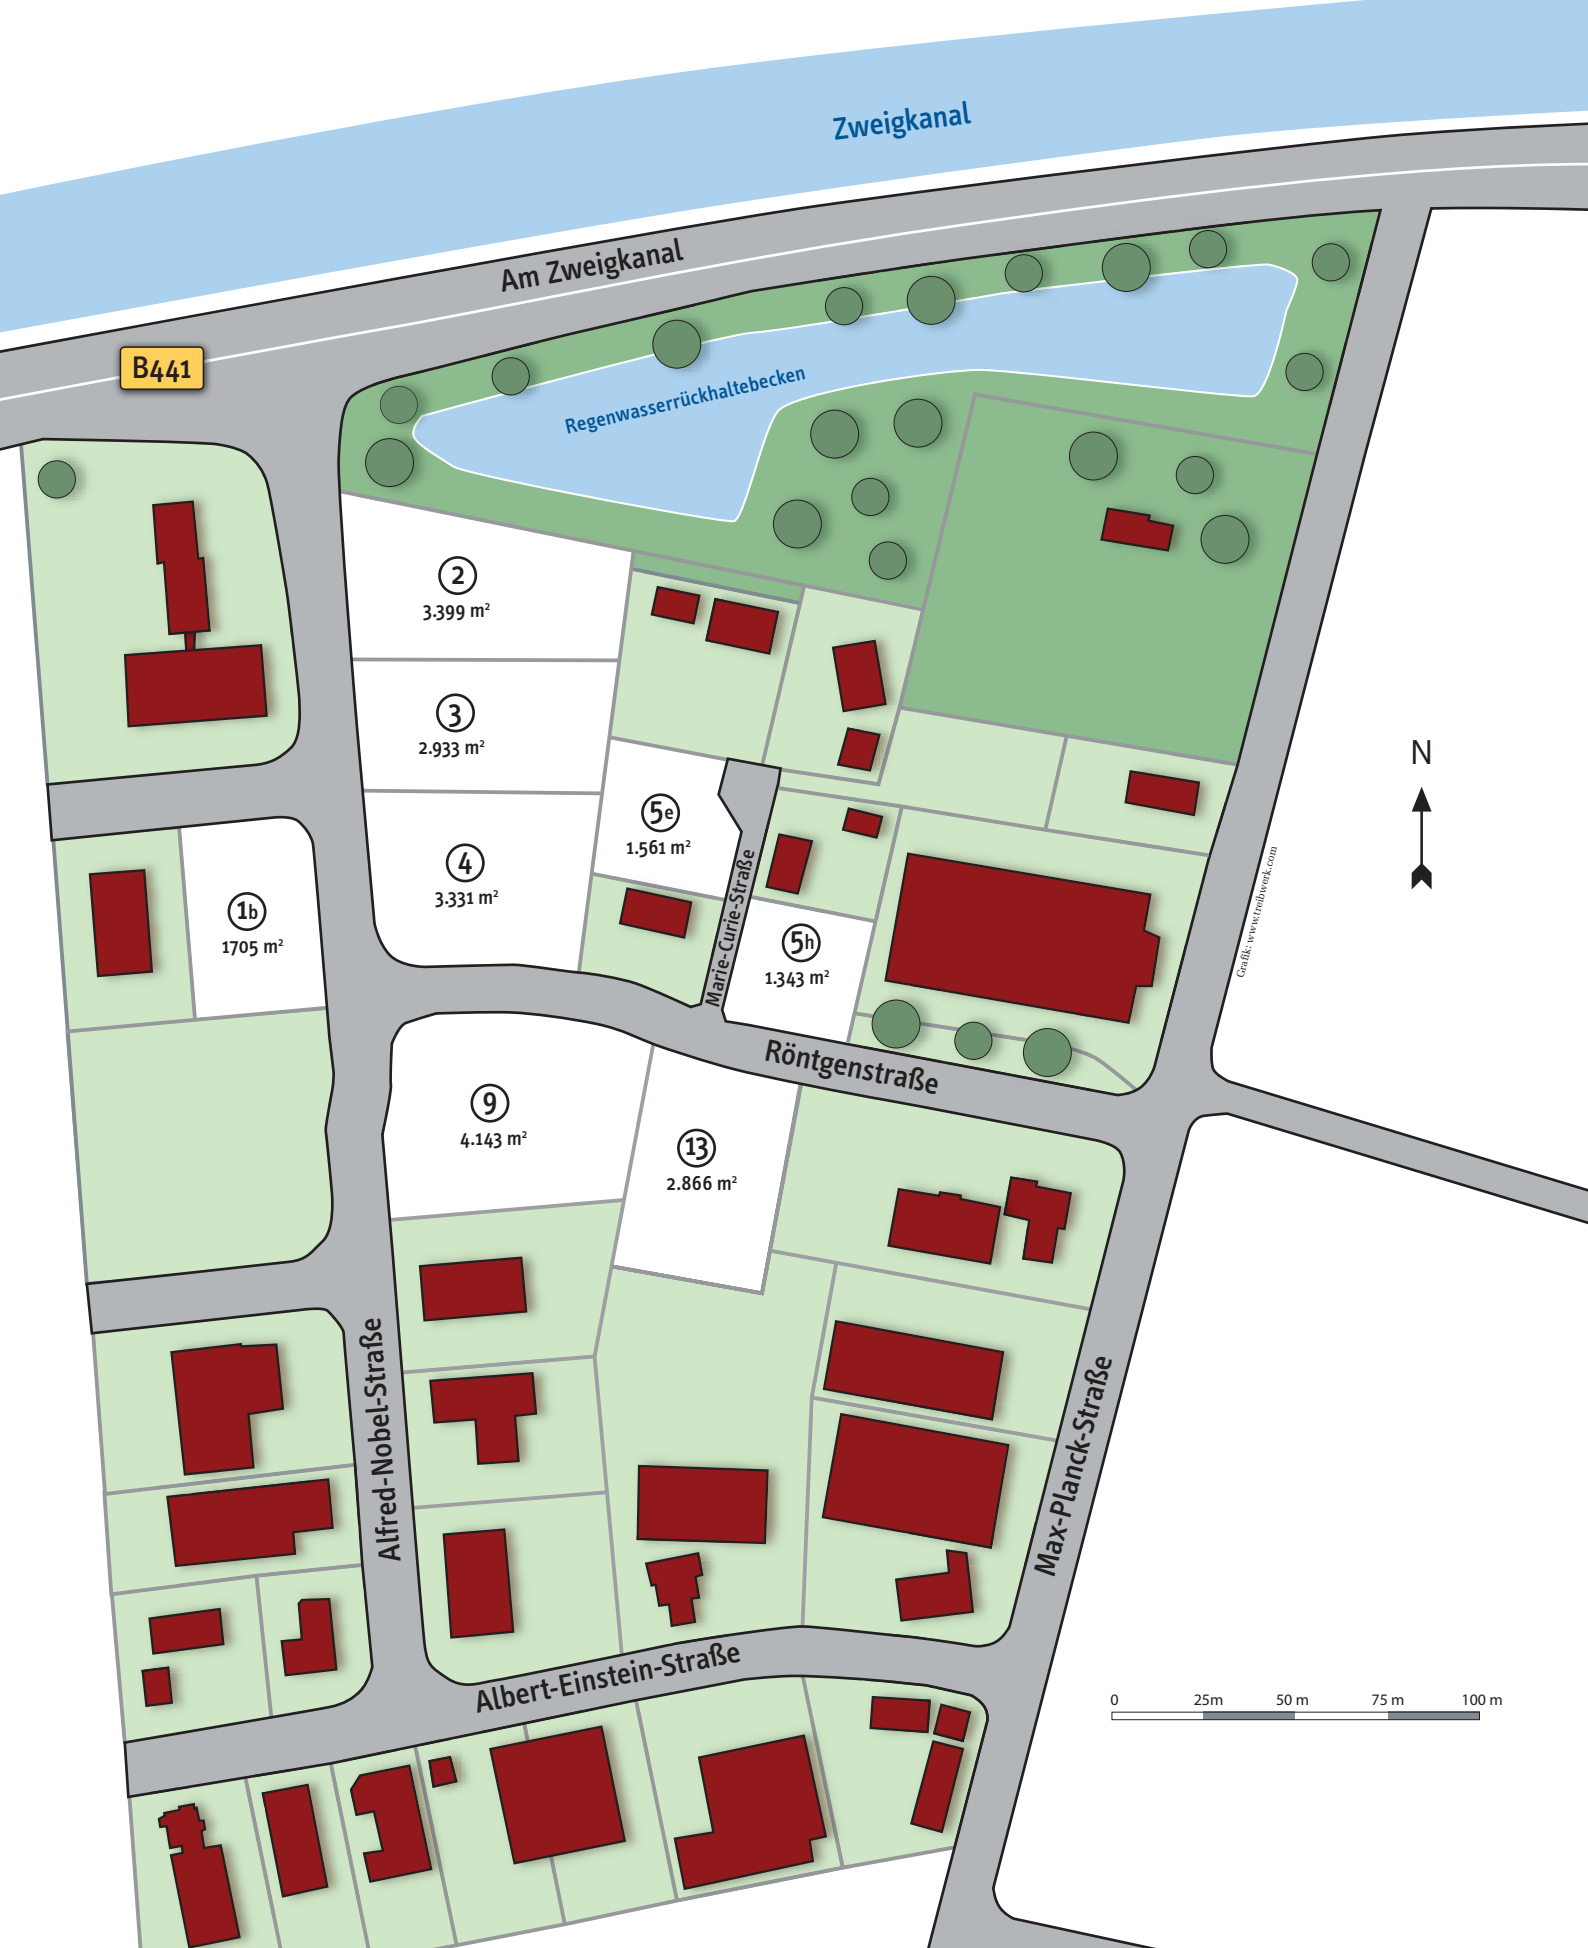 Zweigkanal
Am Zweigkanal
B441
Regenwasserrückhaltebecken
2
3.399 m²
3
2.933 m²
4
3.331 m²
5e
1.561 m²
1b
1705 m²
5h
1.343 m²
Marie-Curie-Straße
Röntgenstraße
9
4.143 m²
13
2.866 m²
N
Grafik: www.treibwerk.com
Alfred-Nobel-Straße
Max-Planck-Straße
Albert-Einstein-Straße
0 25m 50 m 75 m 100 m